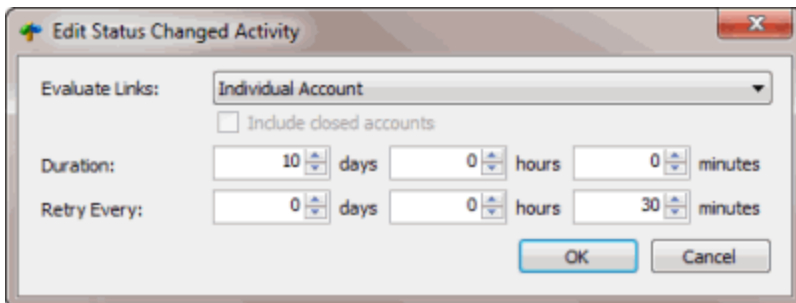 Edit Status Changed Activity
Evaluate Links: Individual Account
Include closed accounts
Duration: 10 days 0 hours 0 minutes
Retry Every: 0 days 0 hours 30 minutes
OK Cancel